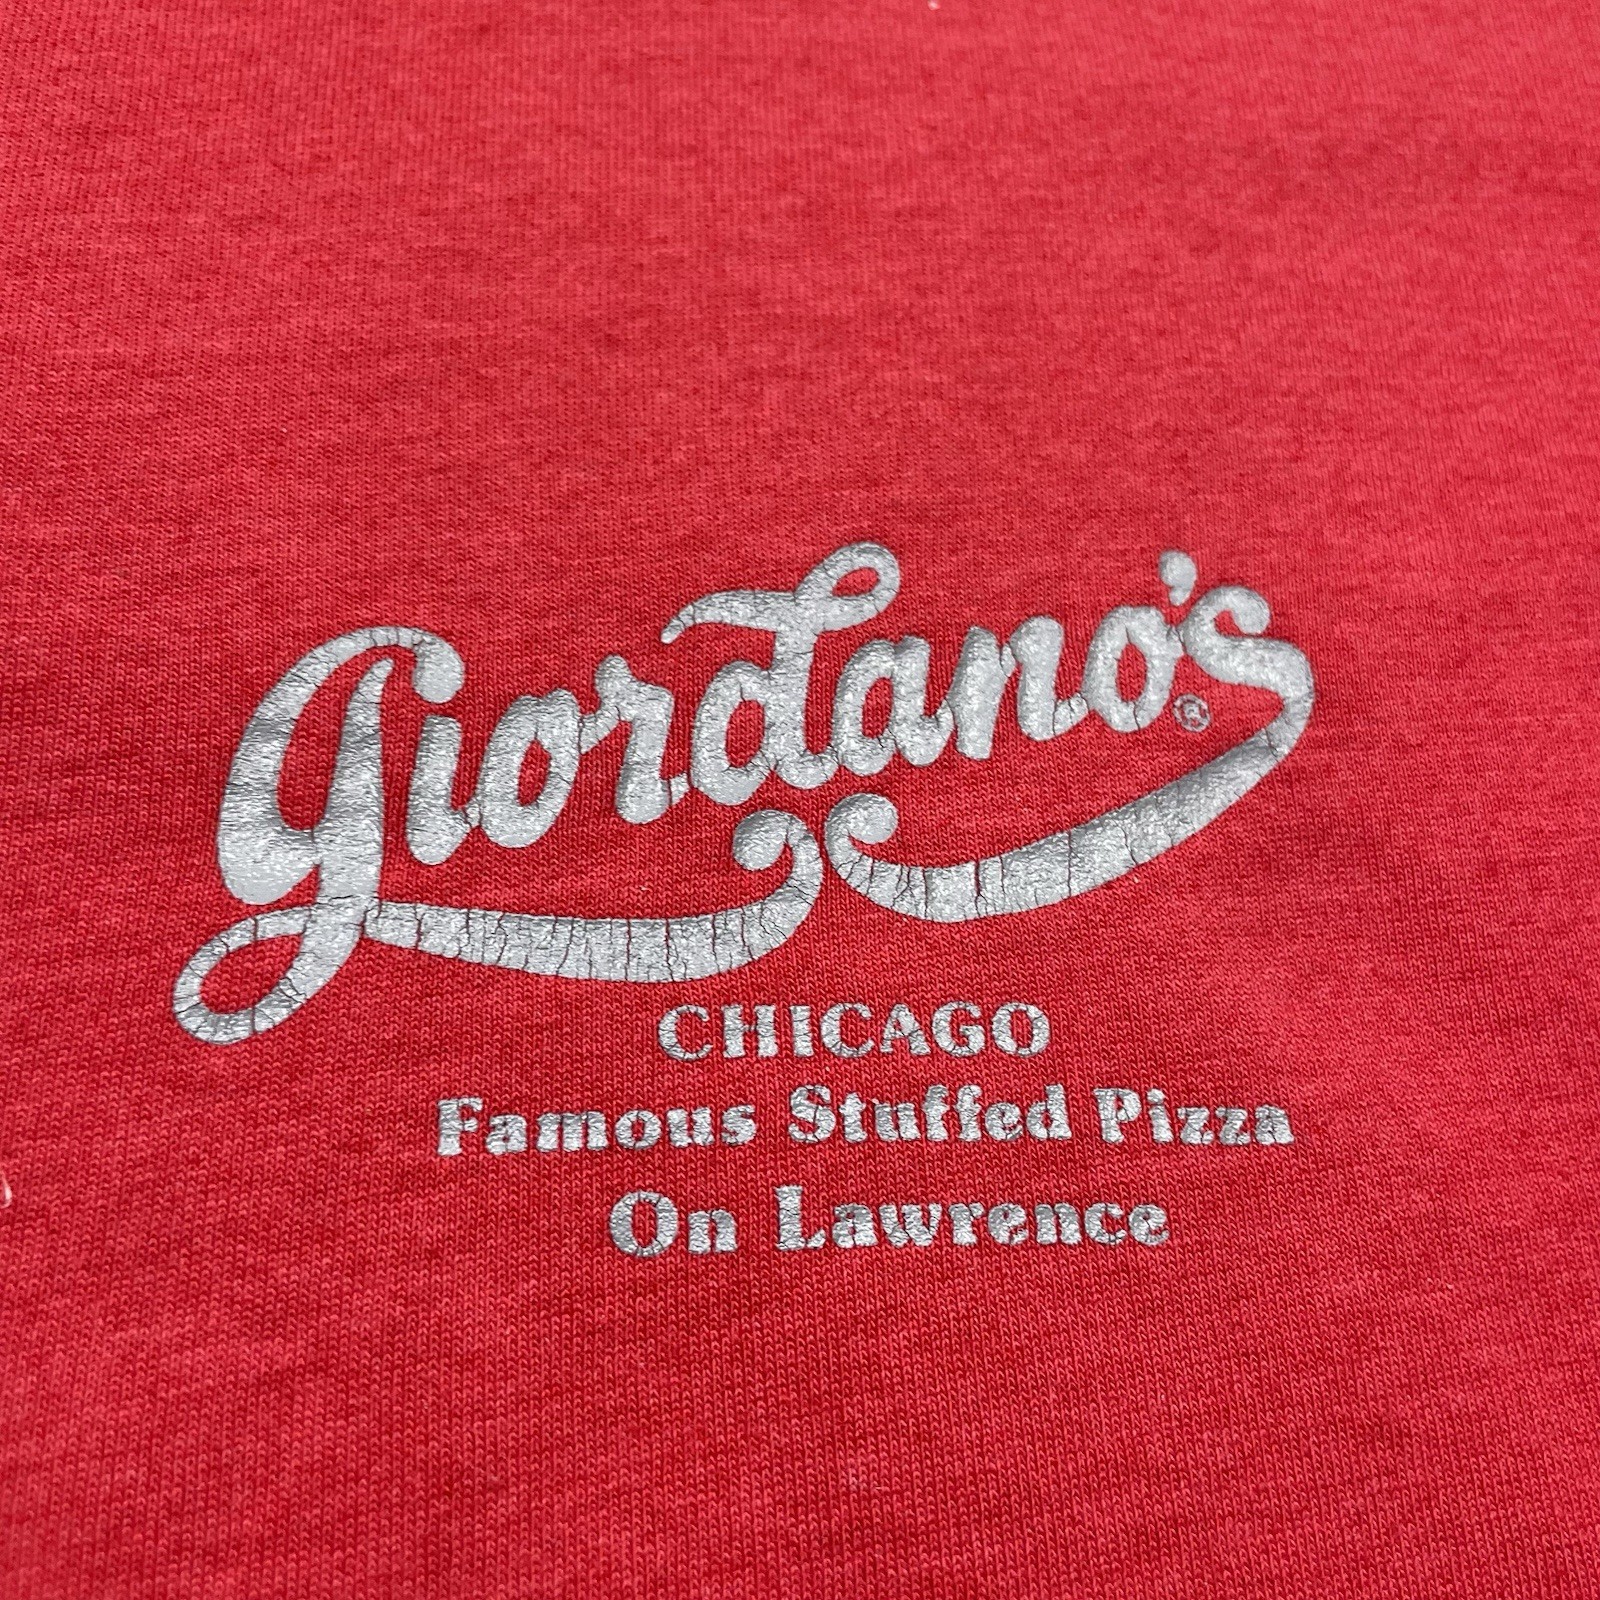 Giordano's®
CHICAGO
Famous Stuffed Pizza
On Lawrence